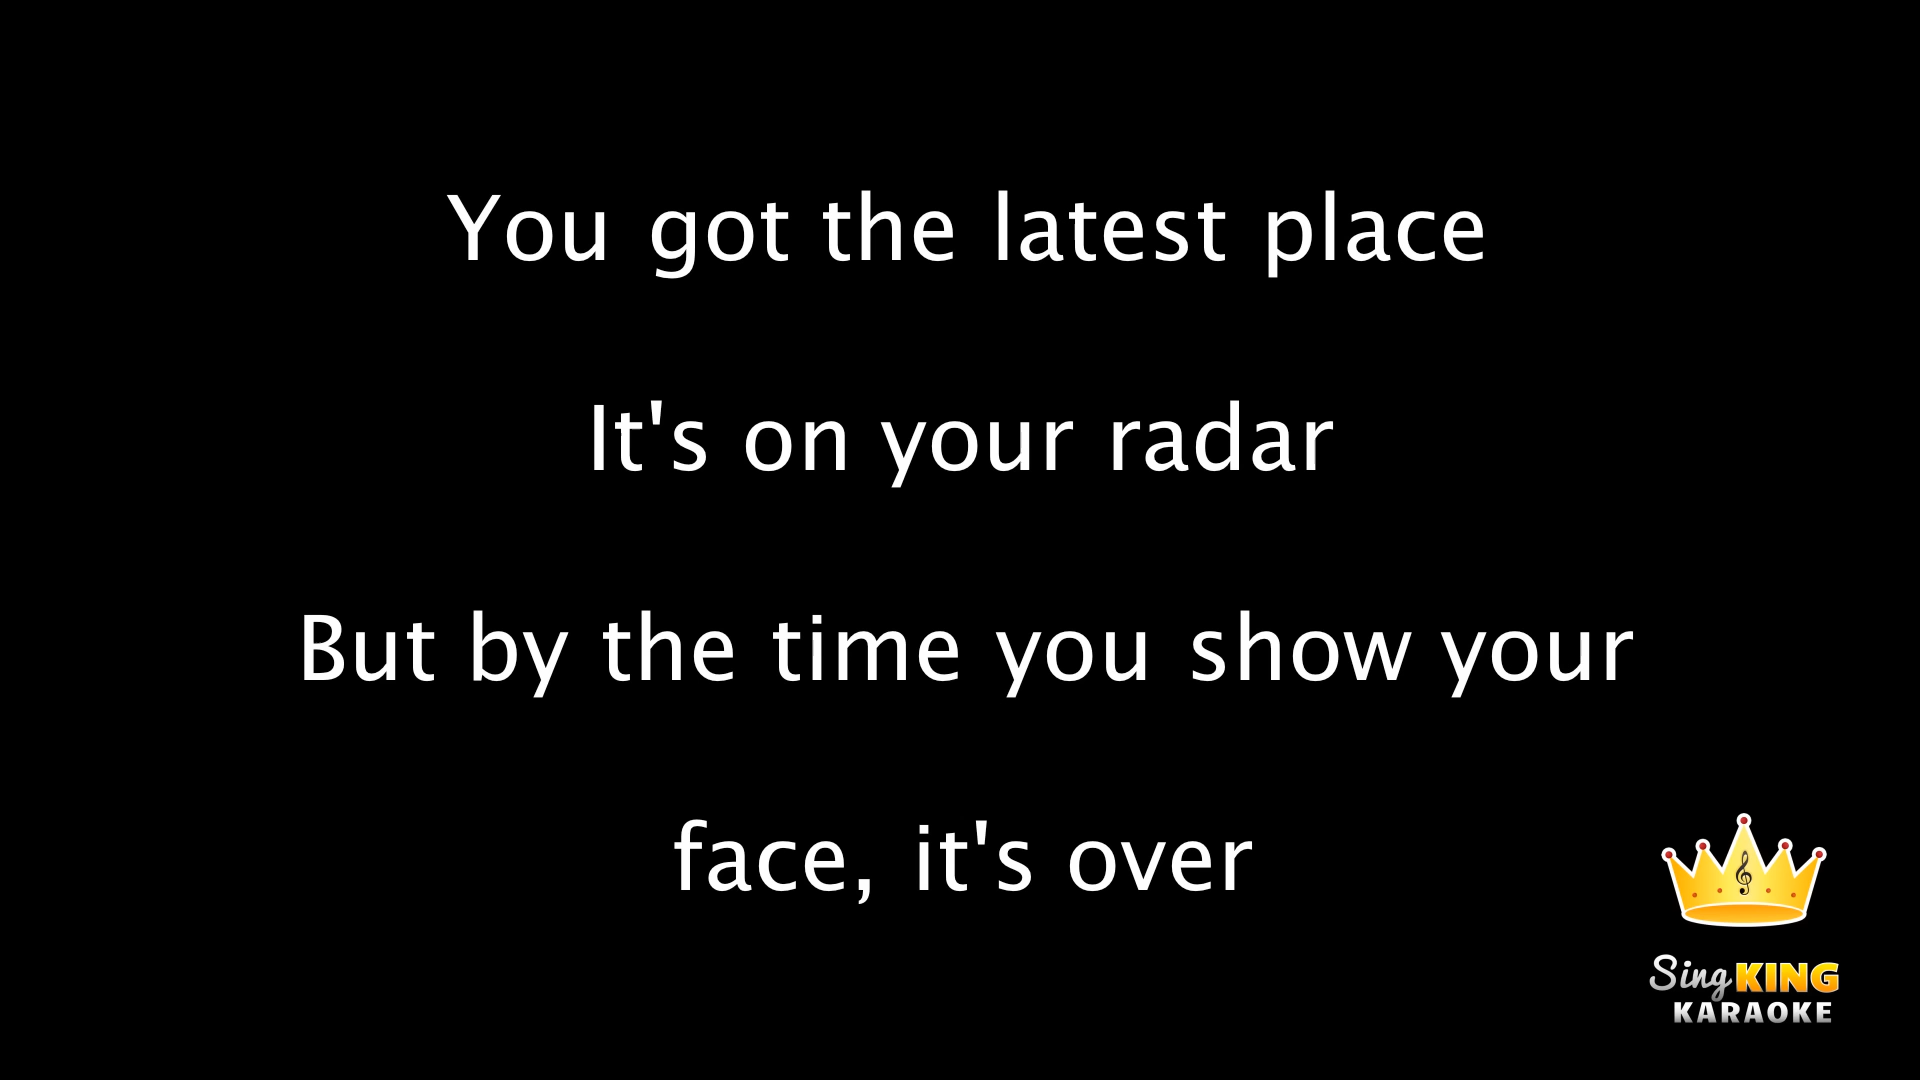 You got the latest place
It's on your radar
But by the time you show your
face, it's over
Sing KING
KARAOKE